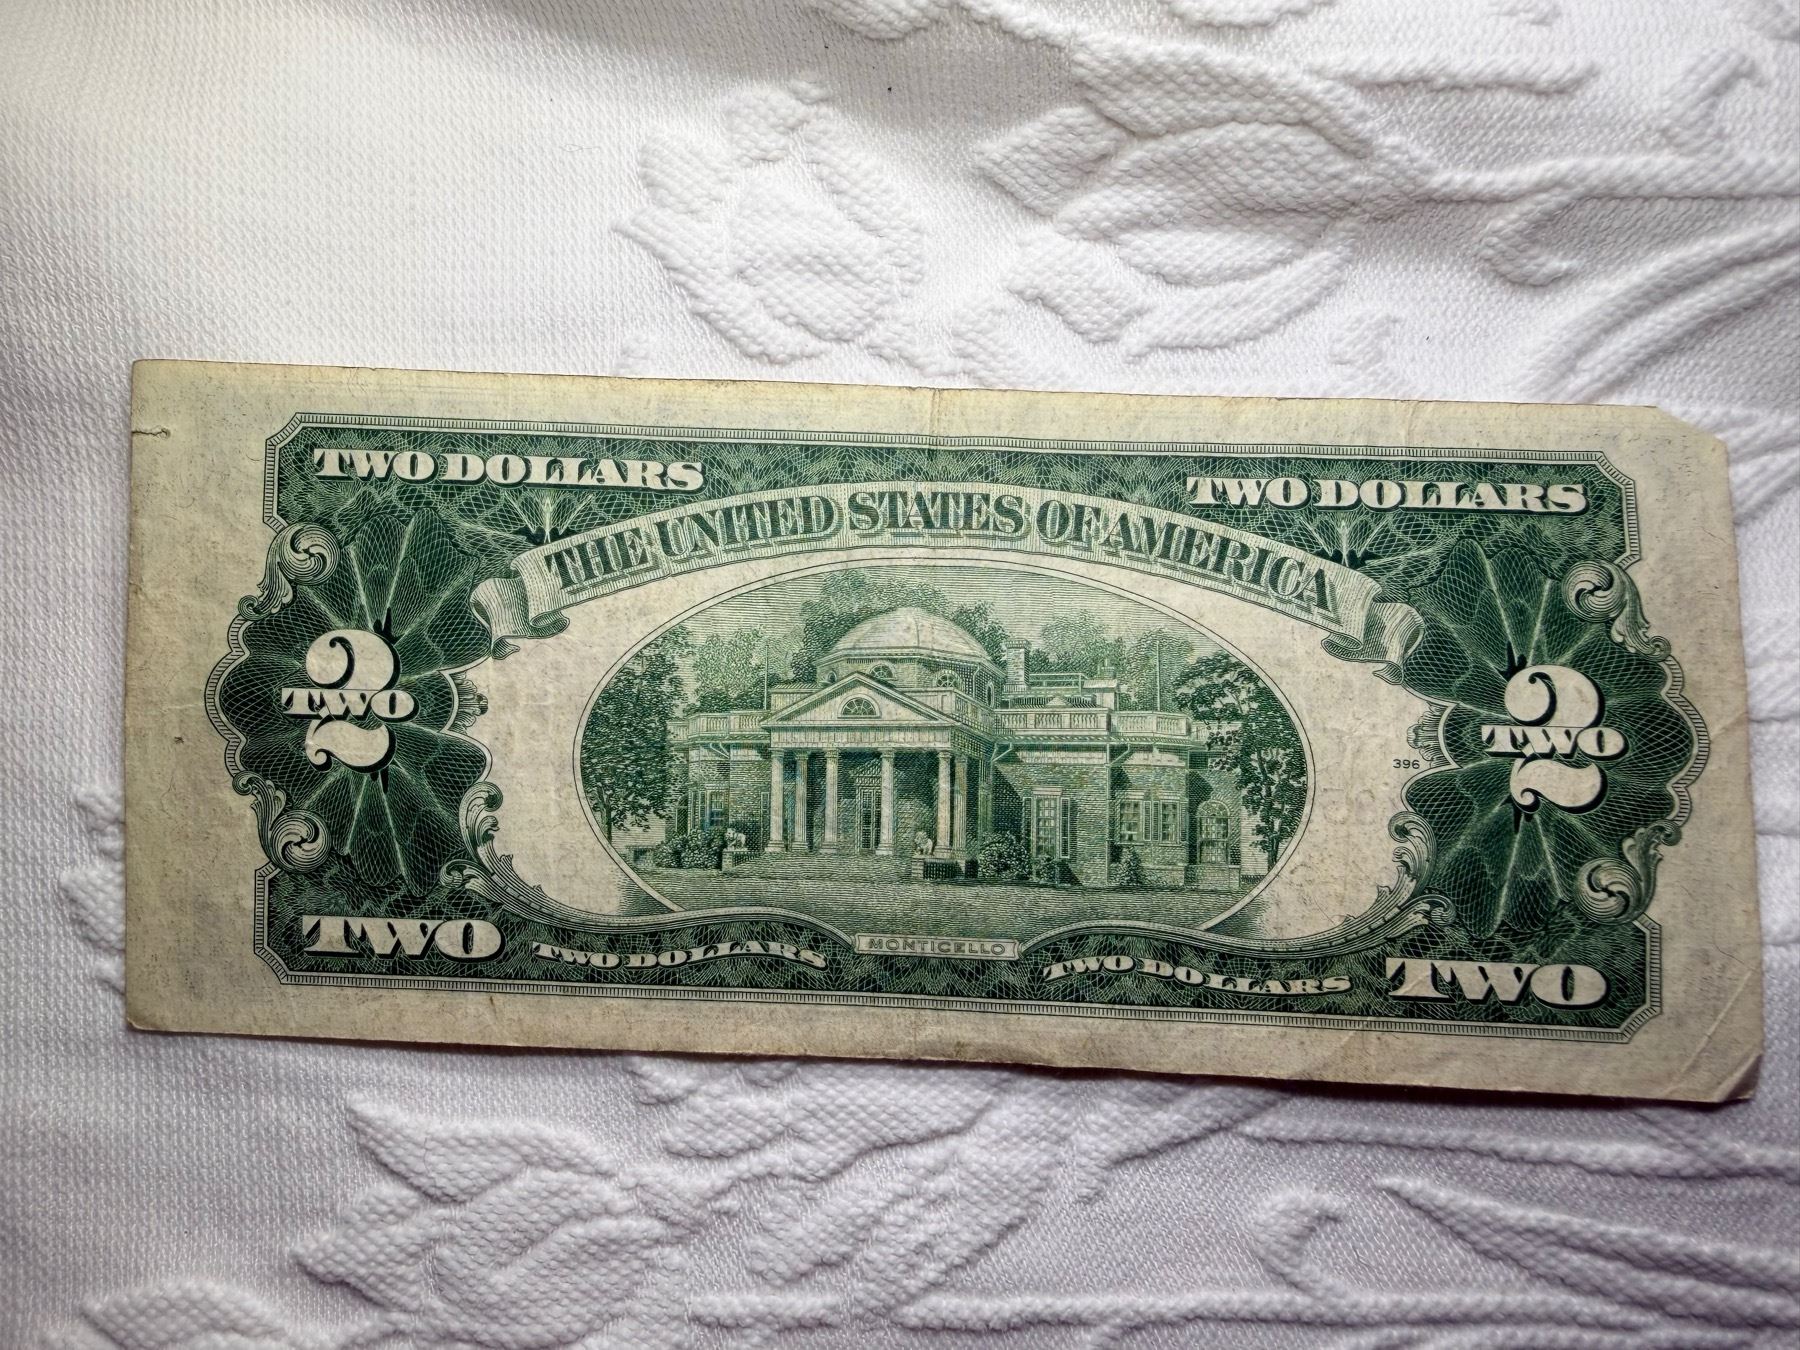 TWO DOLLARS TWO DOLLARS
THE UNITED STATES OF AMERICA
2 2
TWO TWO
396
MONTICELLO
TWO TWO DOLLARS TWO DOLLARS TWO